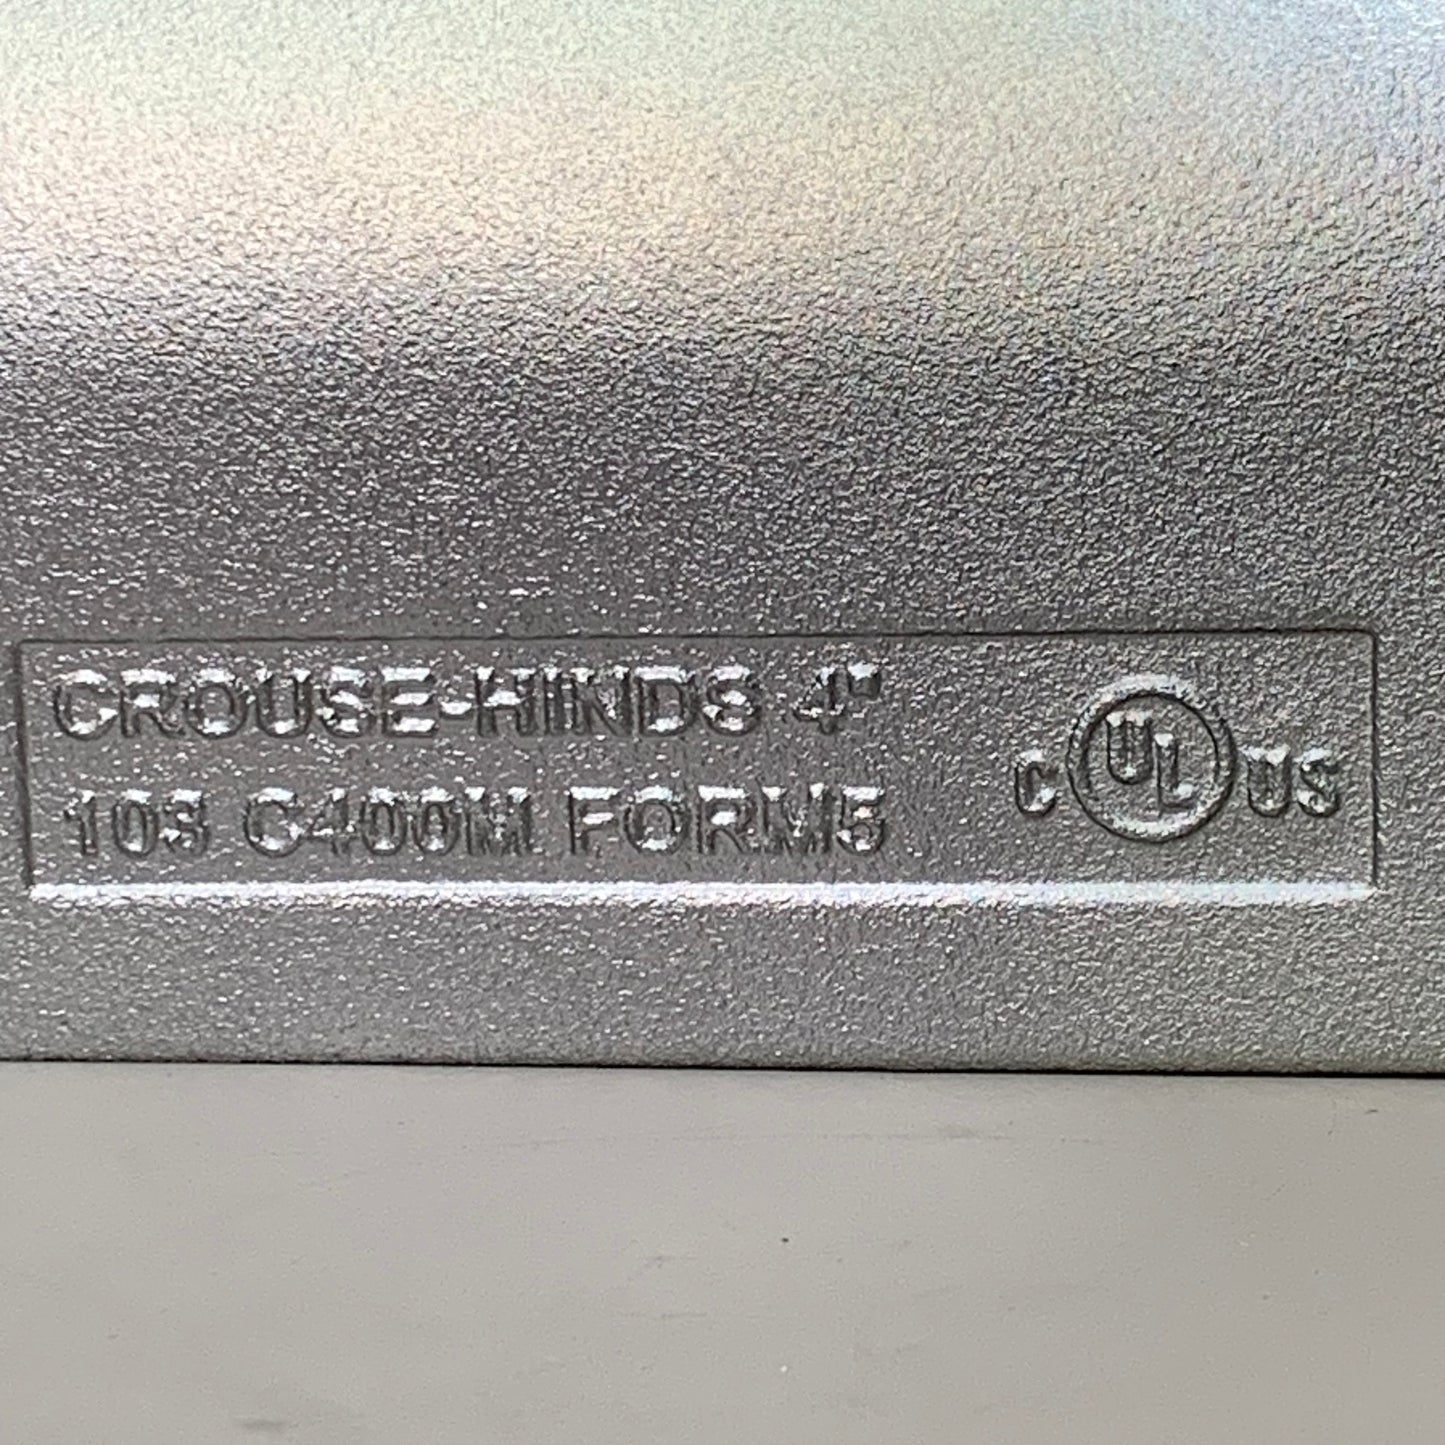 CROUSE-HINDS 4"
103 C400M FORM5
C UL US